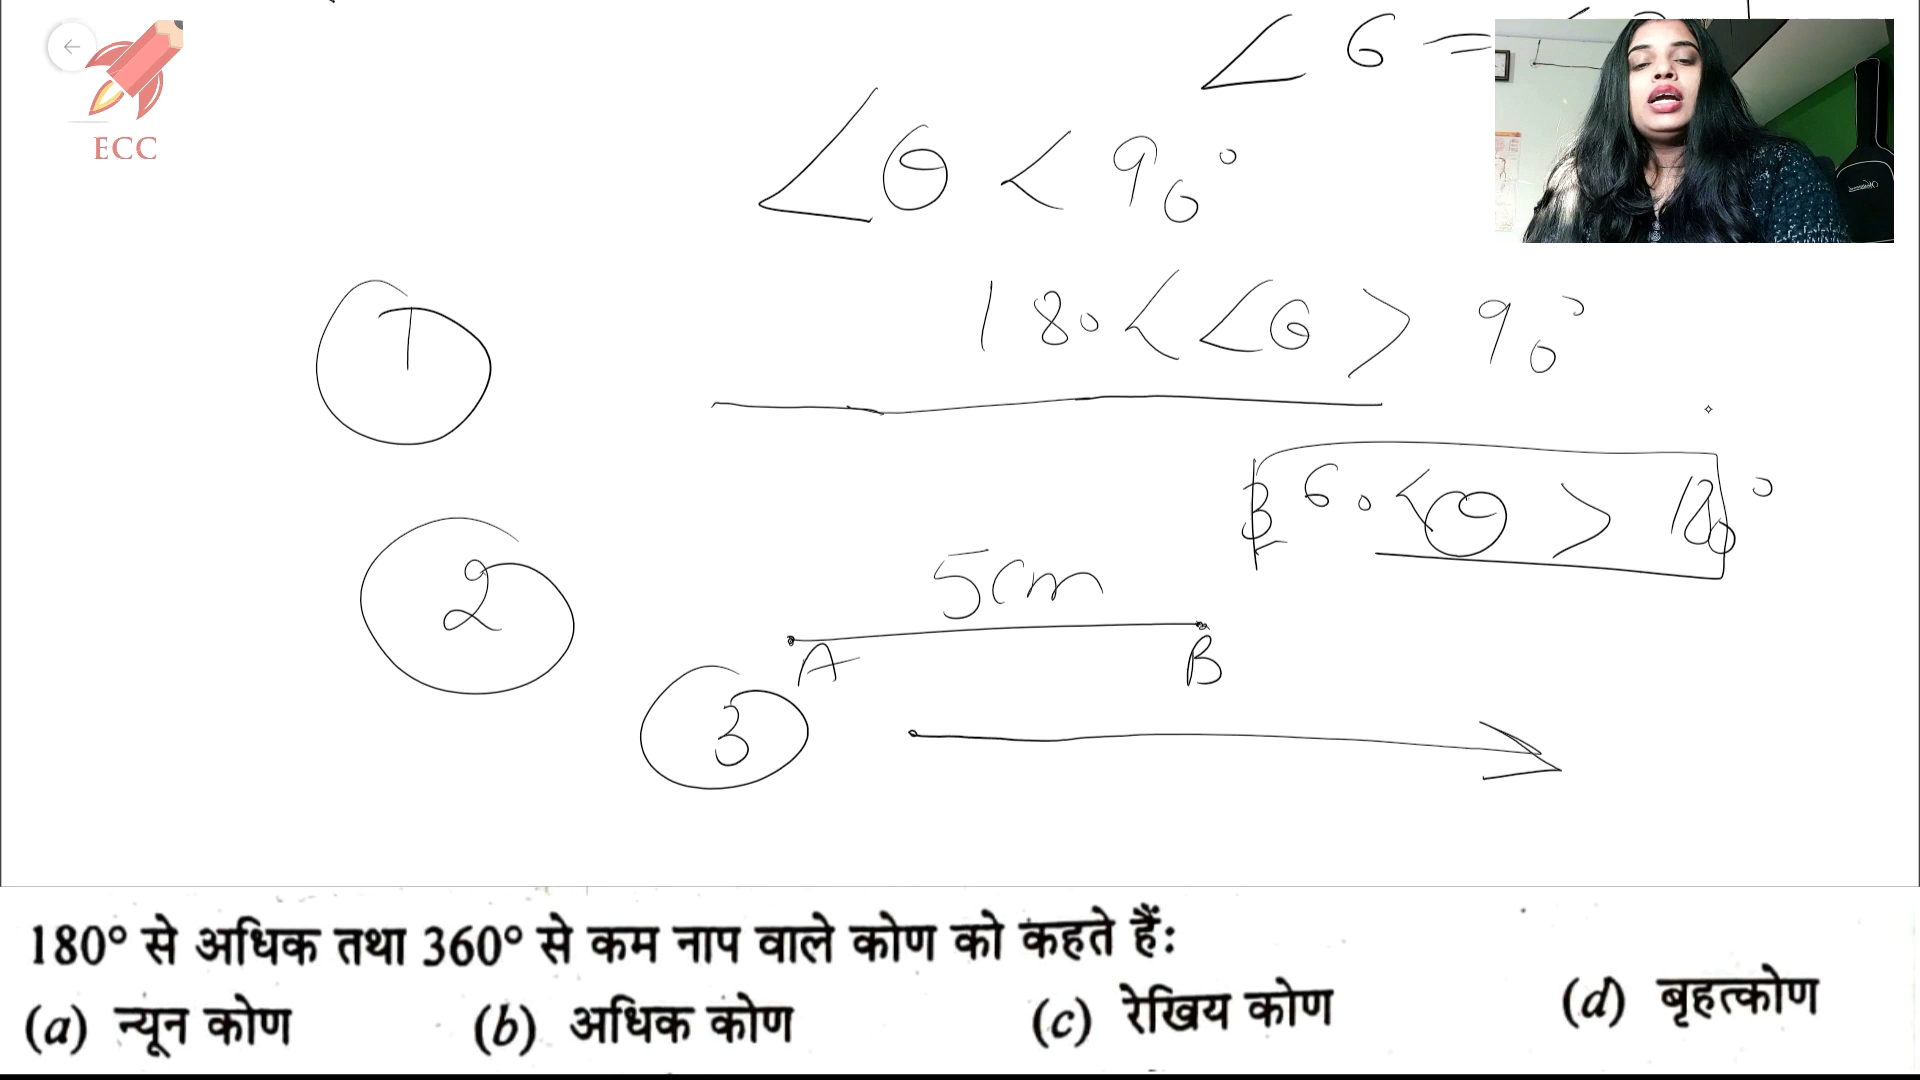 ∠θ =
ECC
∠θ < 90°
180 < ∠θ > 90°
1
360 < θ > 180°
2
5cm
A B
3
180° से अधिक तथा 360° से कम नाप वाले कोण को कहते हैंः
(a) न्यून कोण (b) अधिक कोण (c) रेखिय कोण (d) बृहत्कोण